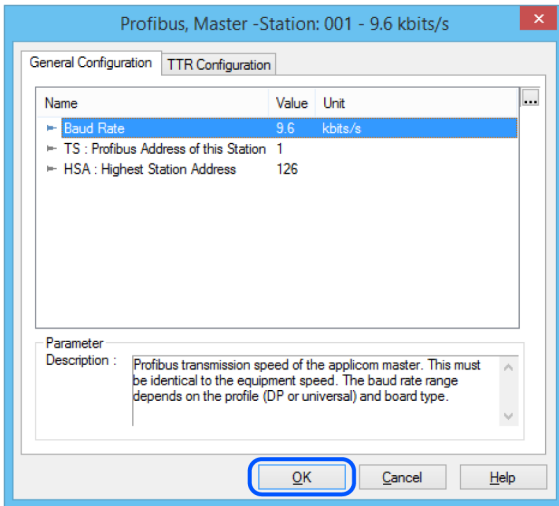 Profibus, Master -Station: 001 - 9.6 kbits/s
General Configuration TTR Configuration
Name Value Unit
Baud Rate 9.6 kbits/s
TS : Profibus Address of this Station 1
HSA : Highest Station Address 126
...
Parameter
Description : Profibus transmission speed of the applicom master. This must
be identical to the equipment speed. The baud rate range
depends on the profile (DP or universal) and board type.
OK Cancel Help